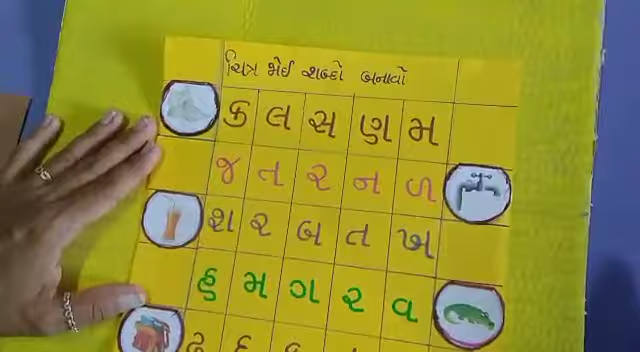 ચિત્ર જોઈ શબ્દો બનાવો
ક લ સ ણ મ
જ ત ર ન ળ
શ ર બ ત ખ
હ મ ગ ર વ